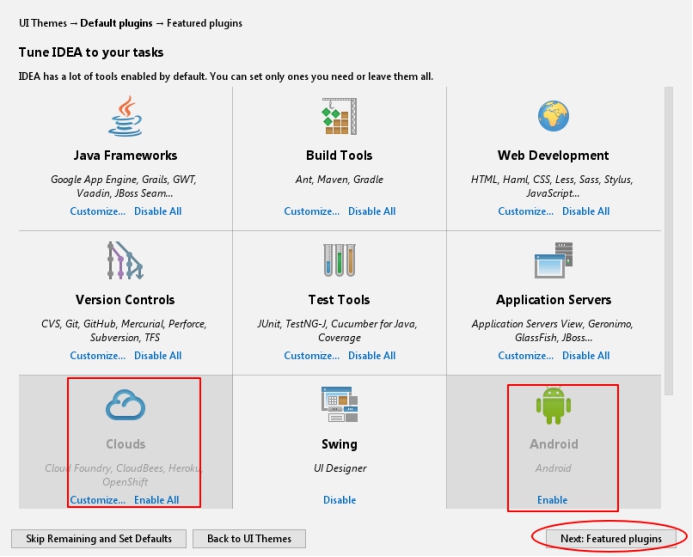 UI Themes → Default plugins → Featured plugins
Tune IDEA to your tasks
IDEA has a lot of tools enabled by default. You can set only ones you need or leave them all.
Java Frameworks
Google App Engine, Grails, GWT,
Vaadin, JBoss Seam...
Customize... Disable All
Build Tools
Ant, Maven, Gradle
Customize... Disable All
Web Development
HTML, Haml, CSS, Less, Sass, Stylus,
JavaScript...
Customize... Disable All
Version Controls
CVS, Git, GitHub, Mercurial, Perforce,
Subversion, TFS
Customize... Disable All
Test Tools
JUnit, TestNG-J, Cucumber for Java,
Coverage
Customize... Disable All
Application Servers
Application Servers View, Geronimo,
GlassFish, JBoss...
Customize... Disable All
Clouds
Cloud Foundry, CloudBees, Heroku,
OpenShift
Customize... Enable All
Swing
UI Designer
Disable
Android
Android
Enable
Skip Remaining and Set Defaults
Back to UI Themes
Next: Featured plugins